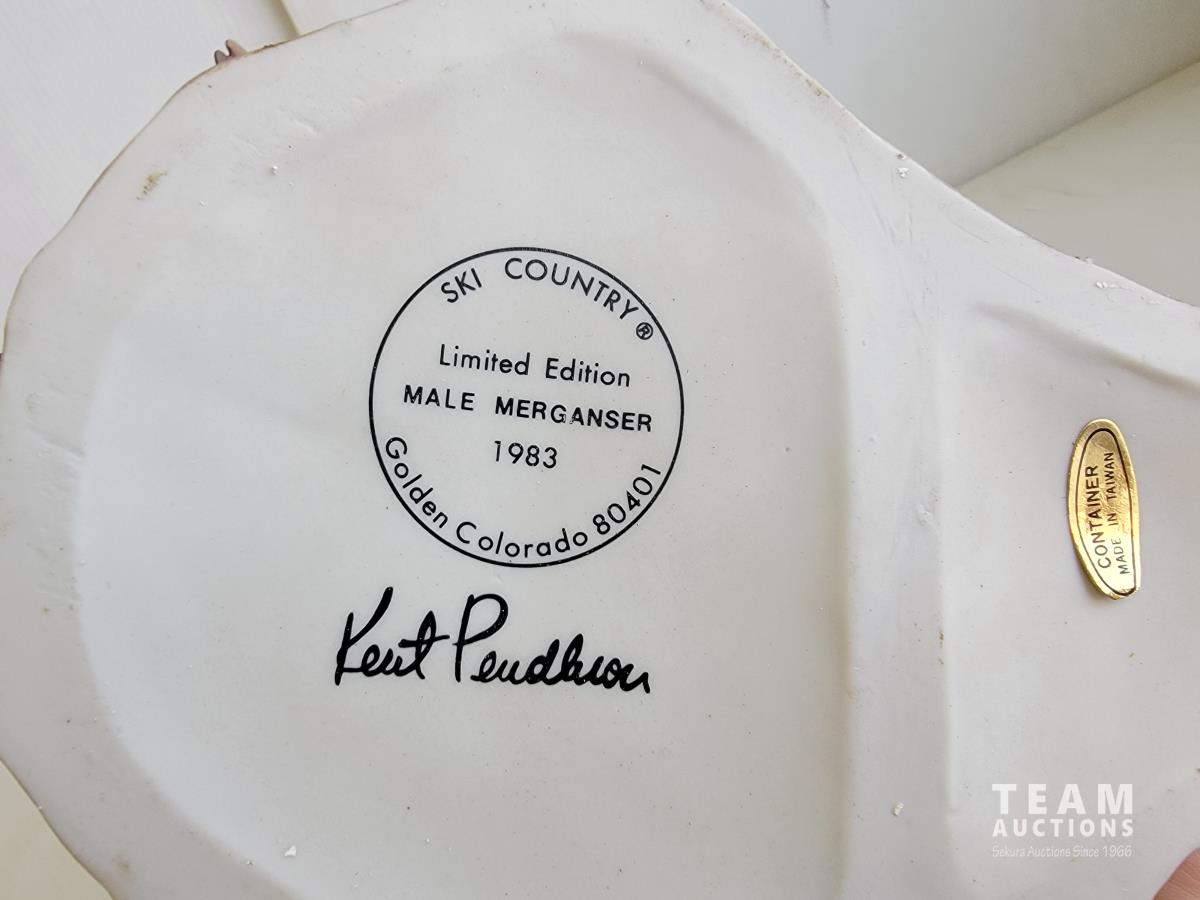 SKI COUNTRY®
Limited Edition
MALE MERGANSER
1983
Golden Colorado 80401
Kent Pendleton
CONTAINER
MADE IN TAIWAN
TEAM
AUCTIONS
Sekura Auctions Since 1966